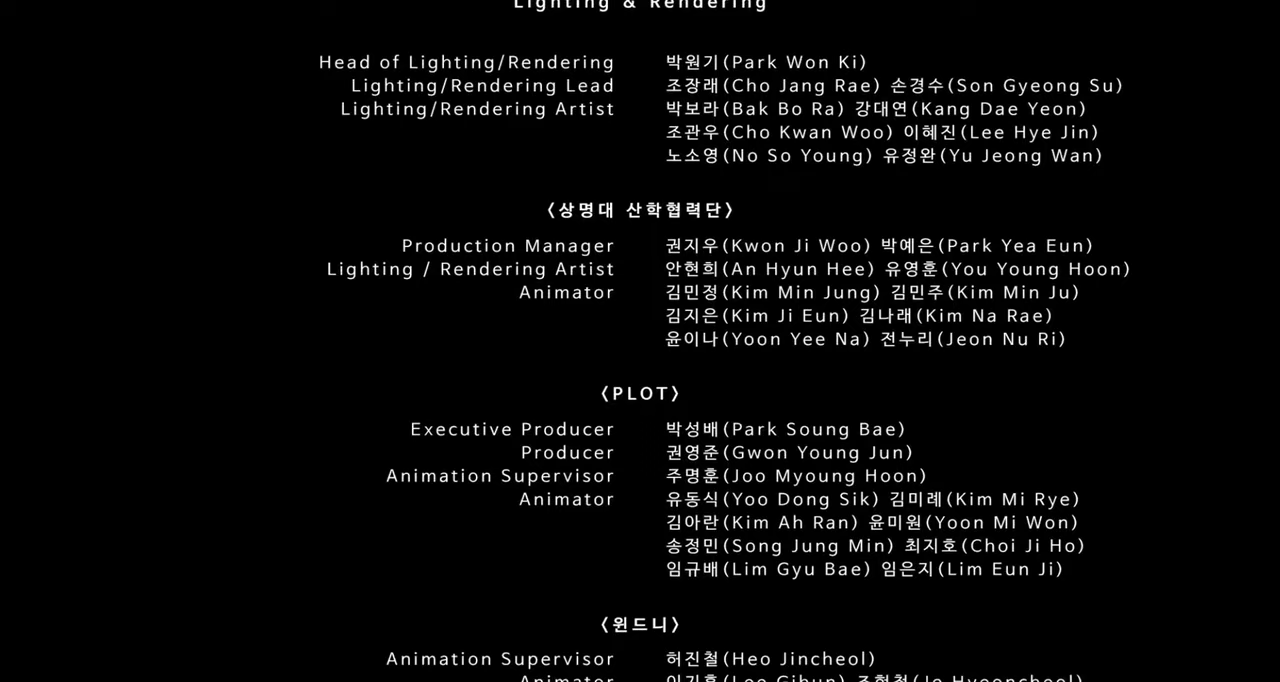 Lighting & Rendering
Head of Lighting/Rendering 박원기(Park Won Ki)
Lighting/Rendering Lead 조장래(Cho Jang Rae) 손경수(Son Gyeong Su)
Lighting/Rendering Artist 박보라(Bak Bo Ra) 강대연(Kang Dae Yeon)
조관우(Cho Kwan Woo) 이혜진(Lee Hye Jin)
노소영(No So Young) 유정완(Yu Jeong Wan)
〈상명대 산학협력단〉
Production Manager 권지우(Kwon Ji Woo) 박예은(Park Yea Eun)
Lighting / Rendering Artist 안현희(An Hyun Hee) 유영훈(You Young Hoon)
Animator 김민정(Kim Min Jung) 김민주(Kim Min Ju)
김지은(Kim Ji Eun) 김나래(Kim Na Rae)
윤이나(Yoon Yee Na) 전누리(Jeon Nu Ri)
〈PLOT〉
Executive Producer 박성배(Park Soung Bae)
Producer 권영준(Gwon Young Jun)
Animation Supervisor 주명훈(Joo Myoung Hoon)
Animator 유동식(Yoo Dong Sik) 김미례(Kim Mi Rye)
김아란(Kim Ah Ran) 윤미원(Yoon Mi Won)
송정민(Song Jung Min) 최지호(Choi Ji Ho)
임규배(Lim Gyu Bae) 임은지(Lim Eun Ji)
〈윈드니〉
Animation Supervisor 허진철(Heo Jincheol)
Animator 이기훈(Lee Gihun) 조현철(Jo Hyeoncheol)